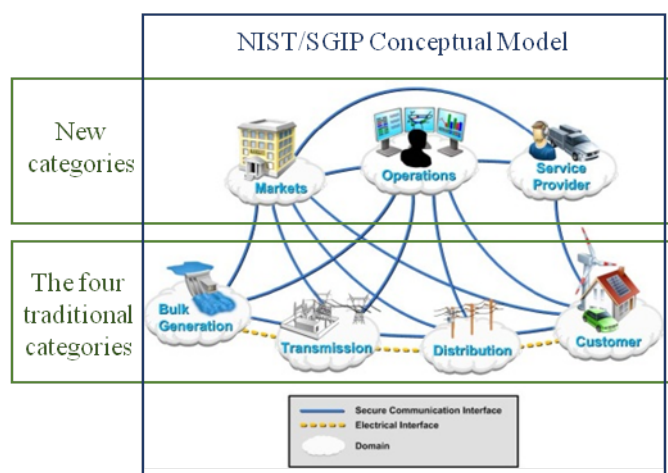 NIST/SGIP Conceptual Model
New
categories
Markets
Operations
Service
Provider
The four
traditional
categories
Bulk
Generation
Transmission
Distribution
Customer
Secure Communication Interface
Electrical Interface
Domain